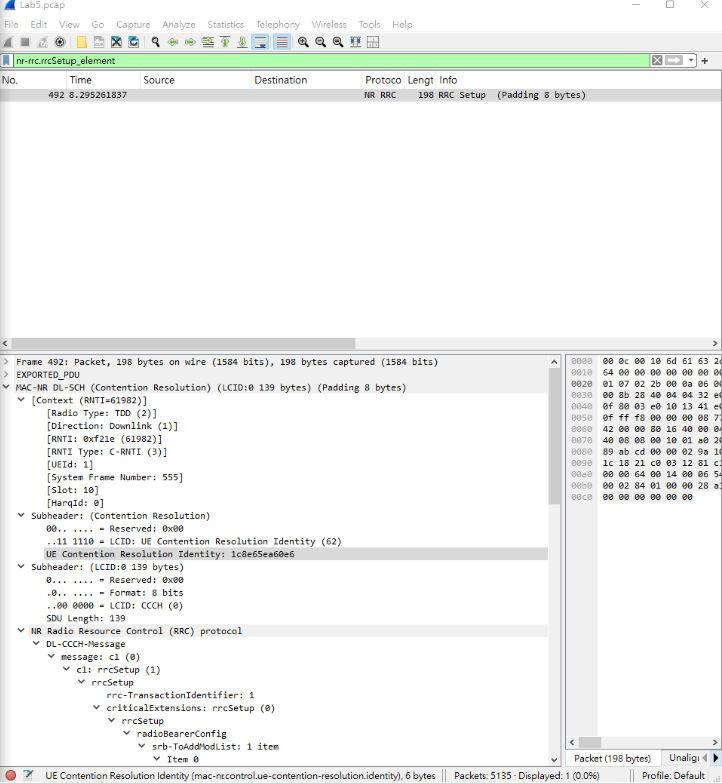 Lab5.pcap
File Edit View Go Capture Analyze Statistics Telephony Wireless Tools Help
nr-rrc.rrcSetup_element
No. Time Source Destination Protoco Lengt Info
492 8.295261837 NR RRC 198 RRC Setup (Padding 8 bytes)
Frame 492: Packet, 198 bytes on wire (1584 bits), 198 bytes captured (1584 bits)
EXPORTED_PDU
MAC-NR DL-SCH (Contention Resolution) (LCID:0 139 bytes) (Padding 8 bytes)
[Context (RNTI=61982)]
[Radio Type: TDD (2)]
[Direction: Downlink (1)]
[RNTI: 0xf21e (61982)]
[RNTI Type: C-RNTI (3)]
[UEId: 1]
[System Frame Number: 555]
[Slot: 10]
[HarqId: 0]
Subheader: (Contention Resolution)
00.. .... = Reserved: 0x00
..11 1110 = LCID: UE Contention Resolution Identity (62)
UE Contention Resolution Identity: 1c8e65ea60e6
Subheader: (LCID:0 139 bytes)
0... .... = Reserved: 0x00
.0.. .... = Format: 8 bits
..00 0000 = LCID: CCCH (0)
SDU Length: 139
NR Radio Resource Control (RRC) protocol
DL-CCCH-Message
message: c1 (0)
c1: rrcSetup (1)
rrcSetup
rrc-TransactionIdentifier: 1
criticalExtensions: rrcSetup (0)
rrcSetup
radioBearerConfig
srb-ToAddModList: 1 item
Item 0
0000 00 0c 00 10 6d 61 63 2d
0010 64 00 00 00 00 00 00 00
0020 01 07 02 2b 00 0a 06 00
0030 00 8b 28 40 04 04 32 e0
0040 0f 80 03 e0 10 13 41 e0
0050 0f ff f8 00 00 00 08 77
0060 42 00 00 80 16 40 00 04
0070 40 08 08 00 10 01 a0 20
0080 89 ab cd 00 00 02 9a 10
0090 1c 18 21 c0 03 12 81 c1
00a0 00 00 64 00 14 00 06 54
00b0 00 02 84 01 00 00 28 a1
00c0 00 00 00 00 00 00
Packet (198 bytes)
UE Contention Resolution Identity (mac-nrcontrol.ue-contention-resolution.identity), 6 bytes
Packets: 5135 · Displayed: 1 (0.0%)
Profile: Default